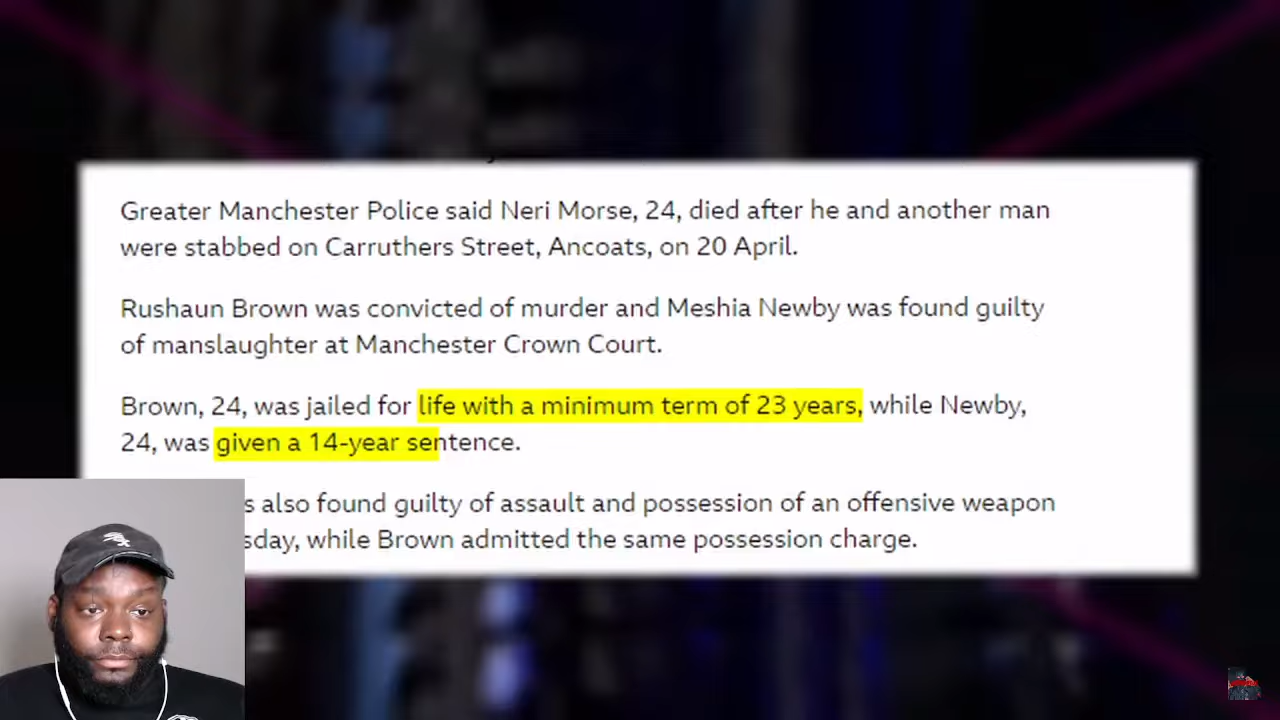 Greater Manchester Police said Neri Morse, 24, died after he and another man
were stabbed on Carruthers Street, Ancoats, on 20 April.
Rushaun Brown was convicted of murder and Meshia Newby was found guilty
of manslaughter at Manchester Crown Court.
Brown, 24, was jailed for life with a minimum term of 23 years, while Newby,
24, was given a 14-year sentence.
s also found guilty of assault and possession of an offensive weapon
sday, while Brown admitted the same possession charge.